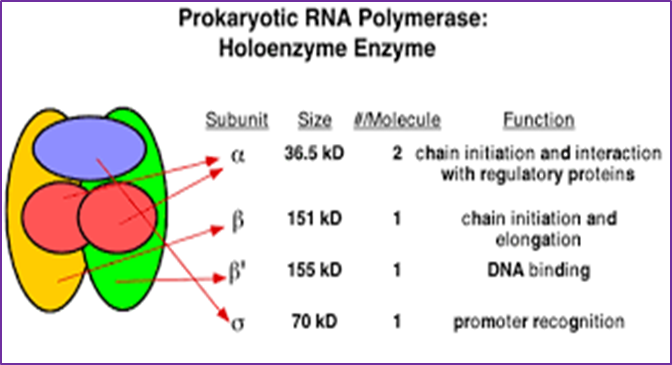 Prokaryotic RNA Polymerase:
Holoenzyme Enzyme
Subunit Size #/Molecule Function
α 36.5 kD 2 chain initiation and interaction
with regulatory proteins
β 151 kD 1 chain initiation and
elongation
β' 155 kD 1 DNA binding
σ 70 kD 1 promoter recognition